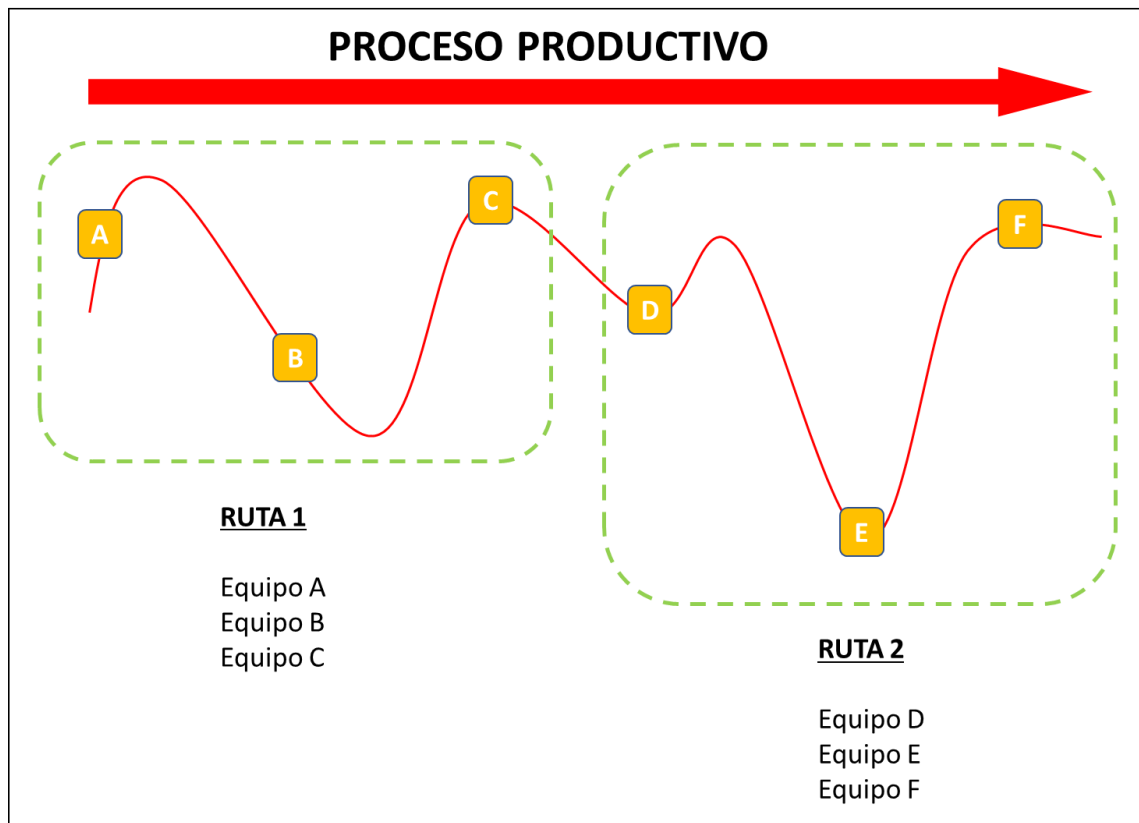 PROCESO PRODUCTIVO
A
B
C
D
E
F
RUTA 1
Equipo A
Equipo B
Equipo C
RUTA 2
Equipo D
Equipo E
Equipo F